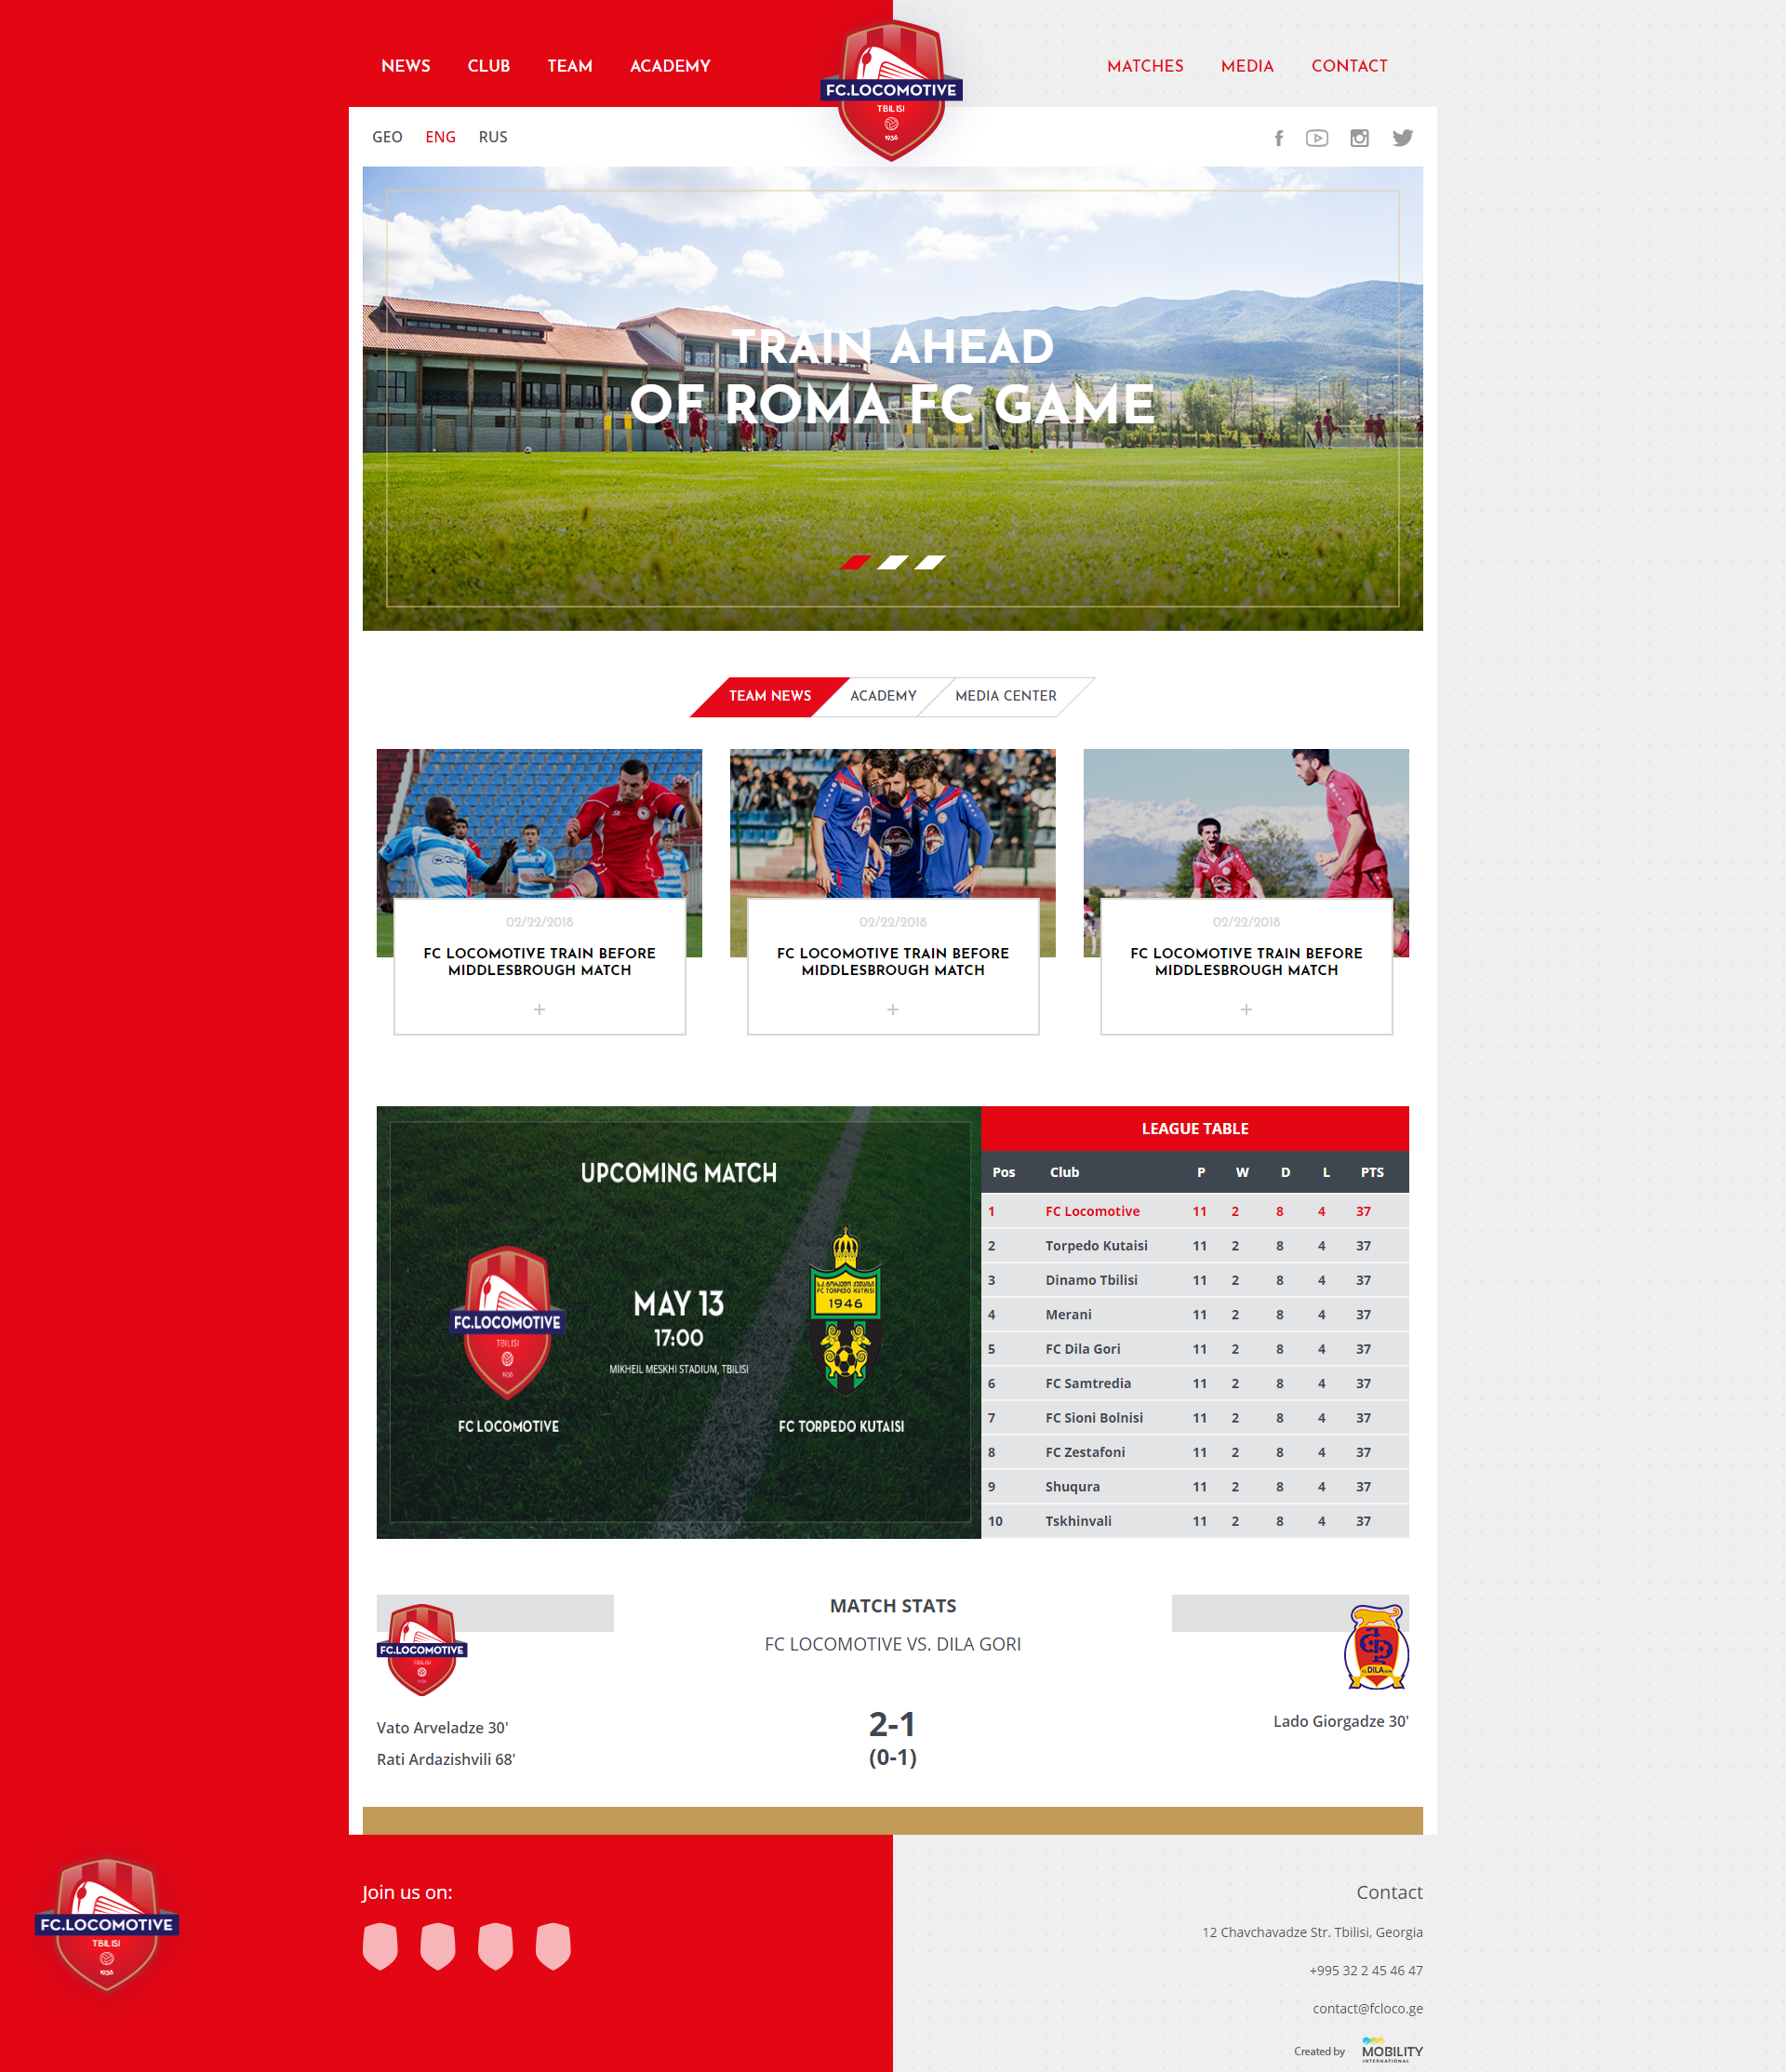 NEWS CLUB TEAM ACADEMY
FC.LOCOMOTIVE
TBILISI
1936
MATCHES MEDIA CONTACT
GEO ENG RUS
TRAIN AHEAD
OF ROMA FC GAME
TEAM NEWS ACADEMY MEDIA CENTER
02/22/2018
FC LOCOMOTIVE TRAIN BEFORE
MIDDLESBROUGH MATCH
+
02/22/2018
FC LOCOMOTIVE TRAIN BEFORE
MIDDLESBROUGH MATCH
+
02/22/2018
FC LOCOMOTIVE TRAIN BEFORE
MIDDLESBROUGH MATCH
+
UPCOMING MATCH
FC.LOCOMOTIVE
TBILISI
1936
FC LOCOMOTIVE
MAY 13
17:00
MIKHEIL MESKHI STADIUM, TBILISI
FC TORPEDO KUTAISI
1946
FC TORPEDO KUTAISI
LEAGUE TABLE
Pos Club P W D L PTS
1 FC Locomotive 11 2 8 4 37
2 Torpedo Kutaisi 11 2 8 4 37
3 Dinamo Tbilisi 11 2 8 4 37
4 Merani 11 2 8 4 37
5 FC Dila Gori 11 2 8 4 37
6 FC Samtredia 11 2 8 4 37
7 FC Sioni Bolnisi 11 2 8 4 37
8 FC Zestafoni 11 2 8 4 37
9 Shuqura 11 2 8 4 37
10 Tskhinvali 11 2 8 4 37
FC.LOCOMOTIVE
TBILISI
MATCH STATS
FC LOCOMOTIVE VS. DILA GORI
DILA
Vato Arveladze 30'
Rati Ardazishvili 68'
2-1
(0-1)
Lado Giorgadze 30'
FC.LOCOMOTIVE
TBILISI
1936
Join us on:
Contact
12 Chavchavadze Str. Tbilisi, Georgia
+995 32 2 45 46 47
contact@fcloco.ge
Created by MOBILITY
INTERNATIONAL